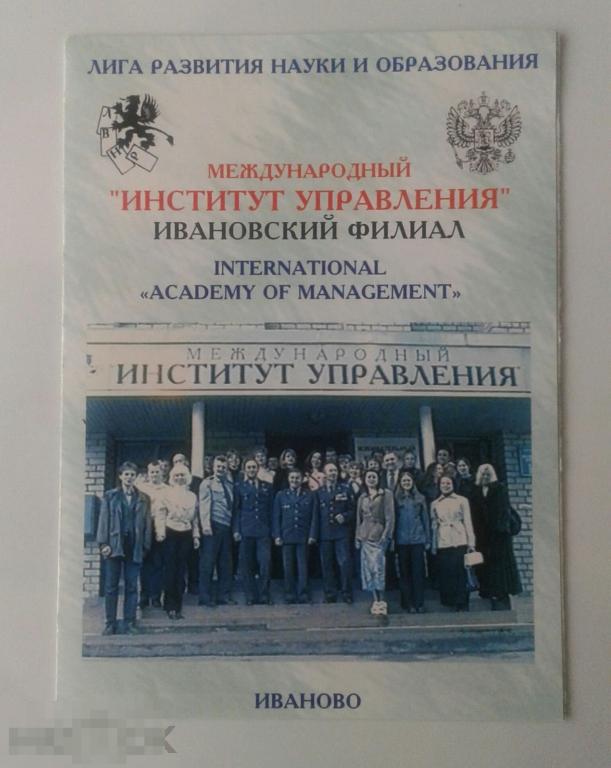 ЛИГА РАЗВИТИЯ НАУКИ И ОБРАЗОВАНИЯ
Л
В
Н
Р
МЕЖДУНАРОДНЫЙ
"ИНСТИТУТ УПРАВЛЕНИЯ"
ИВАНОВСКИЙ ФИЛИАЛ
INTERNATIONAL
«ACADEMY OF MANAGEMENT»
МЕЖДУНАРОДНЫЙ
ИНСТИТУТ УПРАВЛЕНИЯ
ИВАНОВО